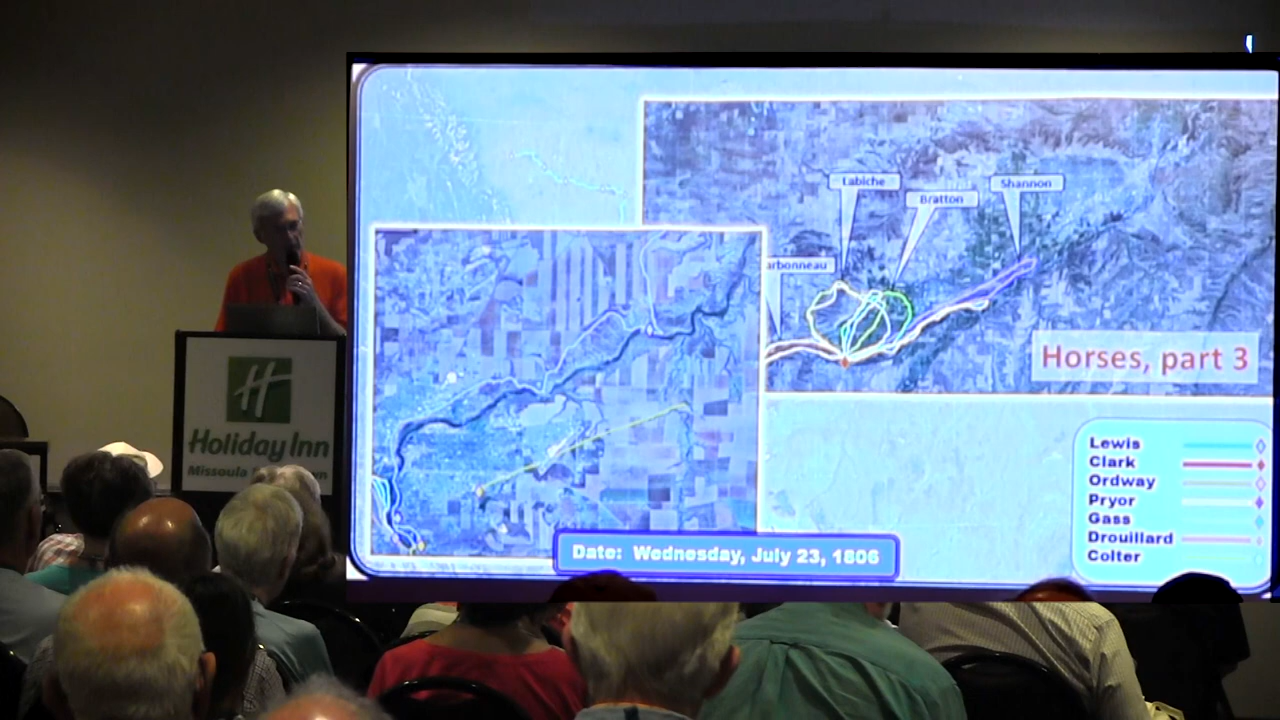 Labiche
Bratton
Shannon
arbonneau
Horses, part 3
Lewis
Clark
Ordway
Pryor
Gass
Drouillard
Colter
Date: Wednesday, July 23, 1806
H
Holiday Inn
Missoula